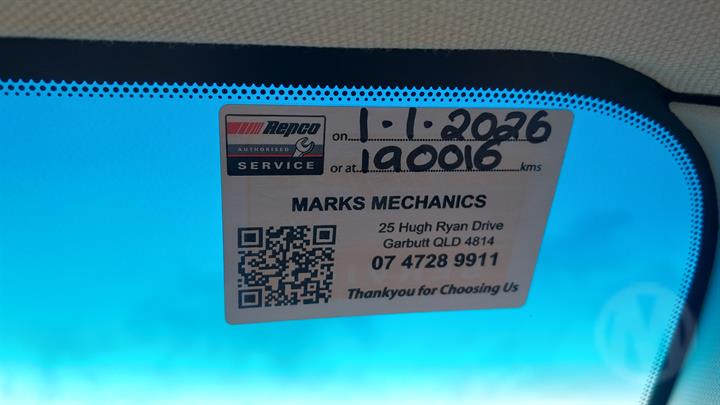 Repco
AUTHORISED
SERVICE
on 1.1.2026
or at 190016 kms
MARKS MECHANICS
25 Hugh Ryan Drive
Garbutt QLD 4814
07 4728 9911
Thankyou for Choosing Us